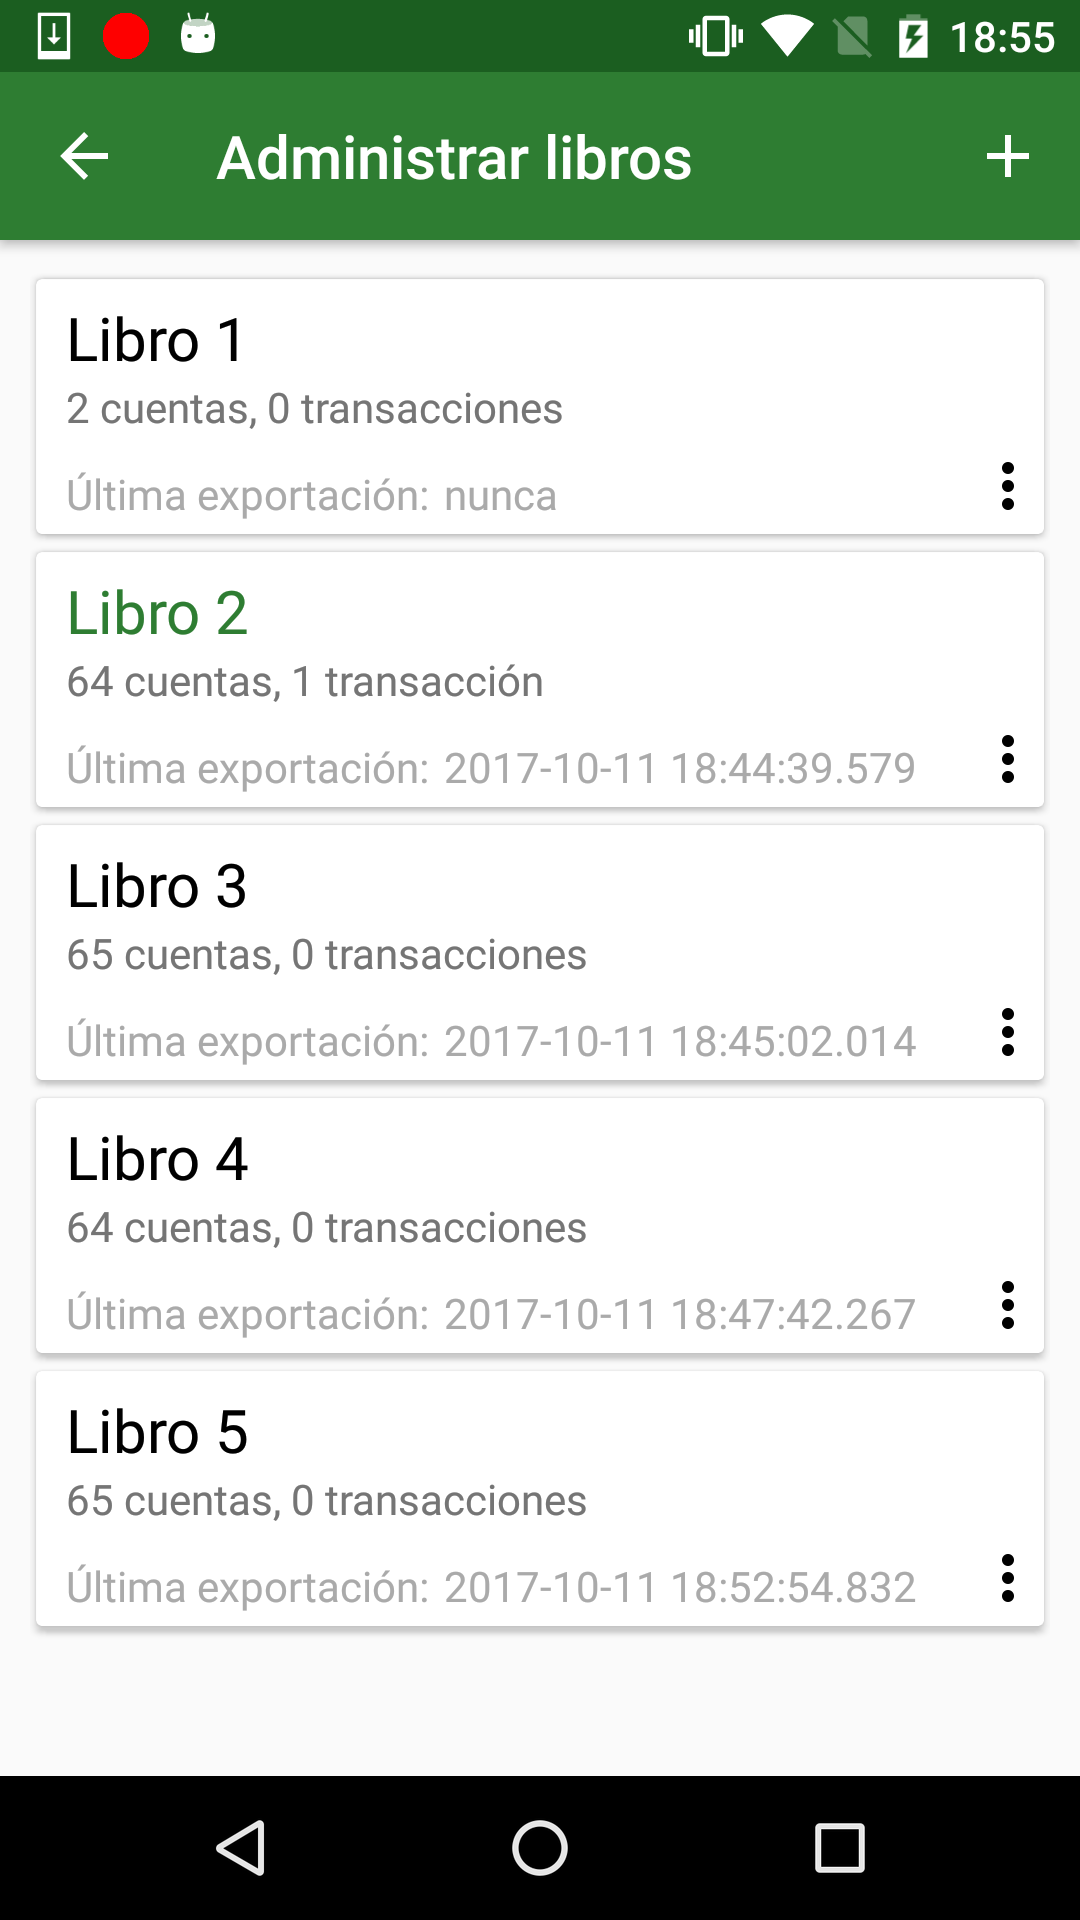 18:55
Administrar libros
Libro 1
2 cuentas, 0 transacciones
Última exportación: nunca
Libro 2
64 cuentas, 1 transacción
Última exportación: 2017-10-11 18:44:39.579
Libro 3
65 cuentas, 0 transacciones
Última exportación: 2017-10-11 18:45:02.014
Libro 4
64 cuentas, 0 transacciones
Última exportación: 2017-10-11 18:47:42.267
Libro 5
65 cuentas, 0 transacciones
Última exportación: 2017-10-11 18:52:54.832